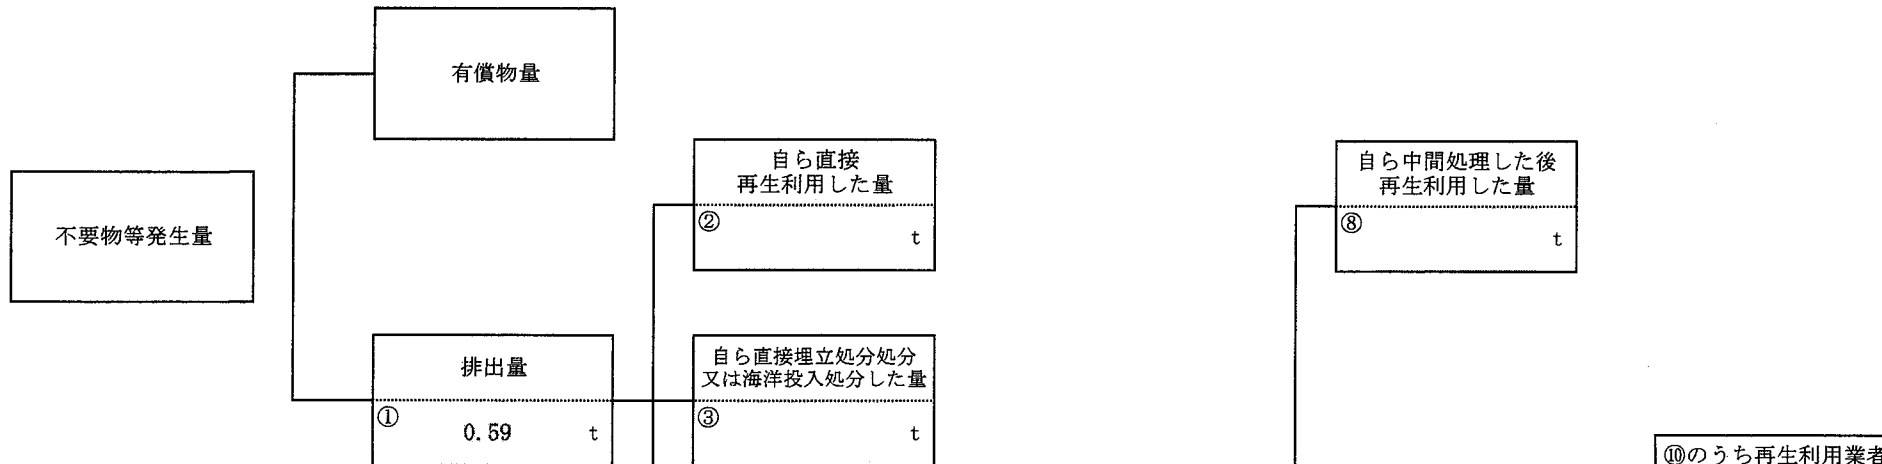 有償物量
不要物等発生量
自ら直接
再生利用した量
②
t
自ら中間処理した後
再生利用した量
⑧
t
排出量
①
0.59 t
自ら直接埋立処分処分
又は海洋投入処分した量
③
t
⑩のうち再生利用業者